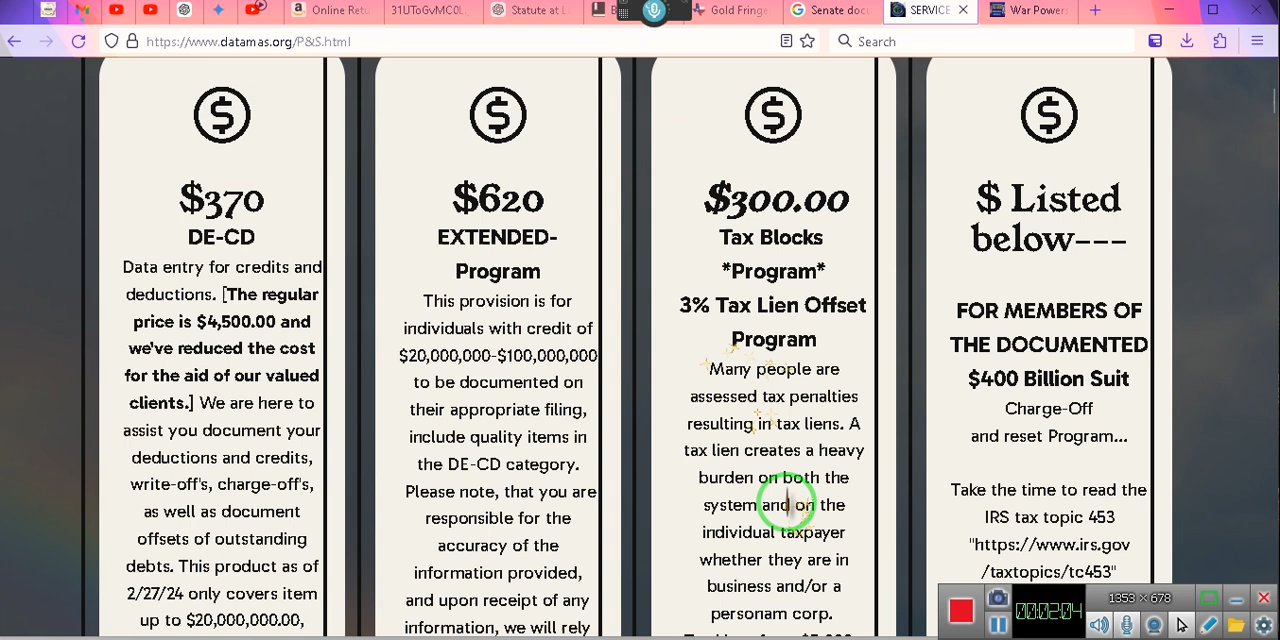 Online Retu
31UToGvMC0L.
Statute at L
B
Gold Fringe
Senate doc
SERVICE
War Powers
https://www.datamas.org/P&S.html
Search
$370
DE-CD
Data entry for credits and
deductions. [The regular
price is $4,500.00 and
we've reduced the cost
for the aid of our valued
clients.] We are here to
assist you document your
deductions and credits,
write-off's, charge-off's,
as well as document
offsets of outstanding
debts. This product as of
2/27/24 only covers item
up to $20,000,000.00,
$620
EXTENDED-
Program
This provision is for
individuals with credit of
$20,000,000-$100,000,000
to be documented on
their appropriate filing,
include quality items in
the DE-CD category.
Please note, that you are
responsible for the
accuracy of the
information provided,
and upon receipt of any
information, we will rely
$300.00
Tax Blocks
*Program*
3% Tax Lien Offset
Program
Many people are
assessed tax penalties
resulting in tax liens. A
tax lien creates a heavy
burden on both the
system and on the
individual taxpayer
whether they are in
business and/or a
personam corp.
$ Listed
below---
FOR MEMBERS OF
THE DOCUMENTED
$400 Billion Suit
Charge-Off
and reset Program...
Take the time to read the
IRS tax topic 453
"https://www.irs.gov
/taxtopics/tc453"
1353 × 678
00:02:04